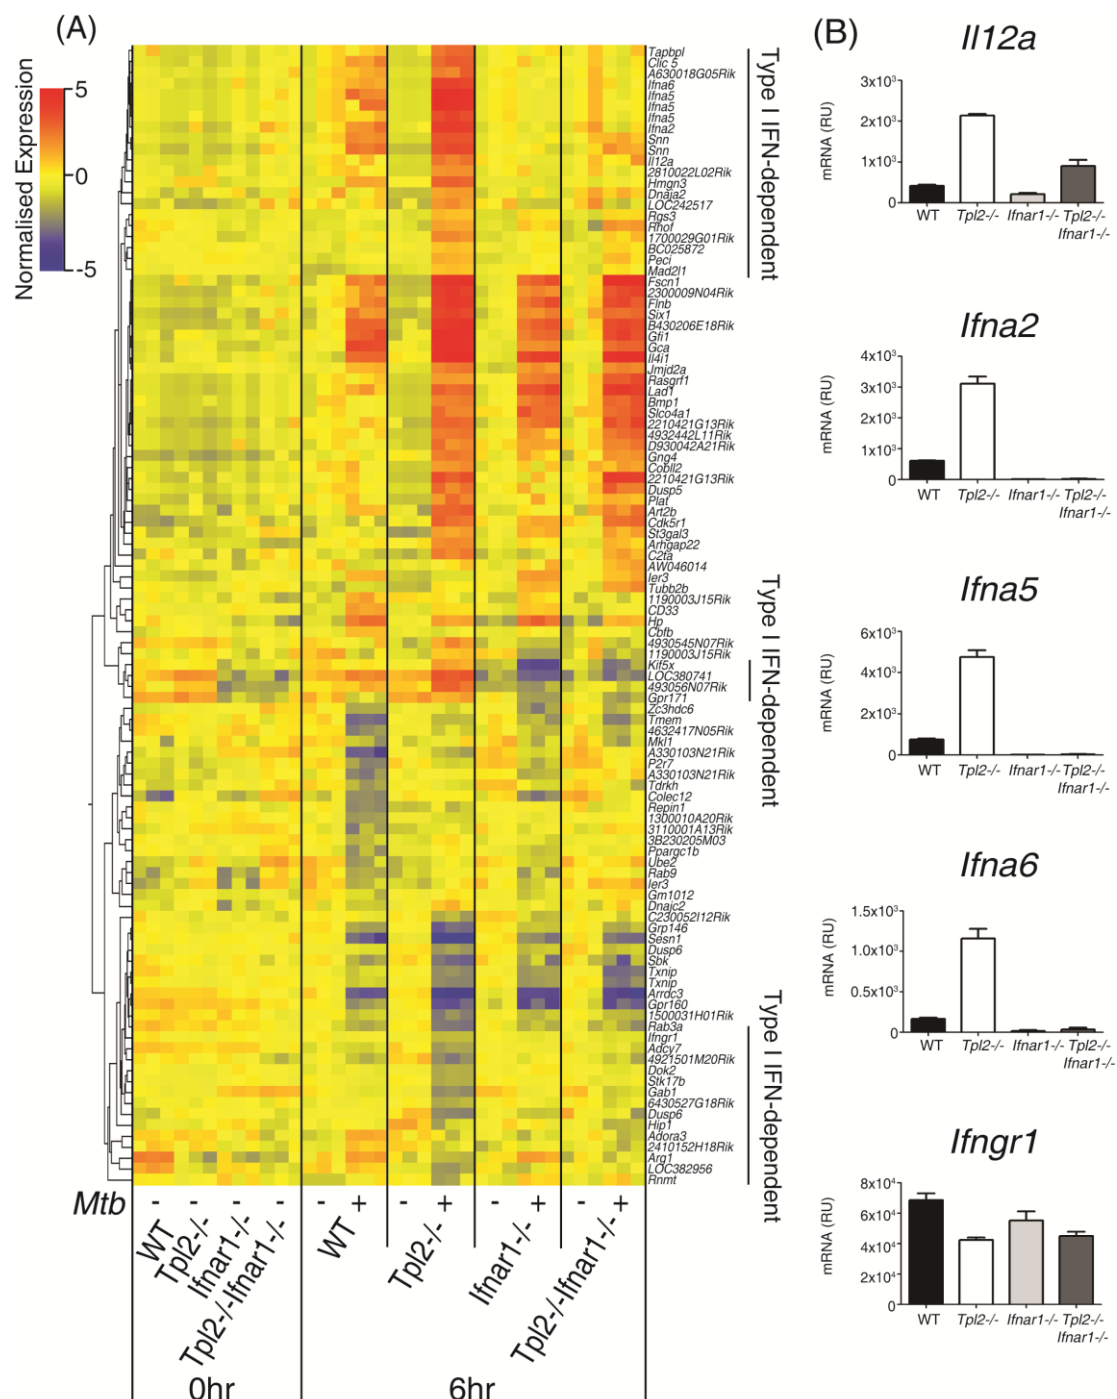 (A)
Normalised Expression
5
0
-5
Tapbpl
Clic 5
A630018G05Rik
Ifna6
Ifna5
Ifna5
Ifna5
Ifna2
Snn
Snn
Il12a
2810022L02Rik
Hmgn3
Dnaja2
LOC242517
Rgs3
Rhof
1700029G01Rik
BC025872
Peci
Mad2l1
Fscn1
2300009N04Rik
Flnb
Six1
B430206E18Rik
Gfi1
Gca
Il4i1
Jmjd2a
Rasgrf1
Lad1
Bmp1
Slco4a1
2210421G13Rik
4932442L11Rik
D930042A21Rik
Gng4
Cobll2
2210421G13Rik
Dusp5
Plat
Art2b
Cdk5r1
St3gal3
Arhgap22
C2ta
AW046014
Ier3
Tubb2b
1190003J15Rik
CD33
Hp
Cbfb
4930545N07Rik
1190003J15Rik
Kif5x
LOC380741
493056N07Rik
Gpr171
Zc3hdc6
Tmem
4632417N05Rik
Mkl1
A330103N21Rik
P2r7
A330103N21Rik
Tdrkh
Colec12
Repin1
1300010A20Rik
3110001A13Rik
3B230205M03
Ppargc1b
Ube2
Rab9
Ier3
Gm1012
Dnajc2
C230052I12Rik
Grp146
Sesn1
Dusp6
Sbk
Txnip
Txnip
Arrdc3
Gpr160
1500031H01Rik
Rab3a
Ifngr1
Adcy7
4921501M20Rik
Dok2
Stk17b
Gab1
6430527G18Rik
Dusp6
Hip1
Adora3
2410152H18Rik
Arg1
LOC382956
Rnmt
Type I IFN-dependent
Type I IFN-dependent
Type I IFN-dependent
Mtb - - - - - + - + - + - +
WT
Tpl2-/-
Ifnar1-/-
Tpl2-/-Ifnar1-/-
WT
Tpl2-/-
Ifnar1-/-
Tpl2-/-Ifnar1-/-
0hr
6hr
(B)
Il12a
mRNA (RU)
3x10³
2x10³
1x10³
0
WT Tpl2-/- Ifnar1-/- Tpl2-/-
Ifnar1-/-
Ifna2
mRNA (RU)
4x10³
3x10³
2x10³
1x10³
0
WT Tpl2-/- Ifnar1-/- Tpl2-/-
Ifnar1-/-
Ifna5
mRNA (RU)
6x10³
4x10³
2x10³
0
WT Tpl2-/- Ifnar1-/- Tpl2-/-
Ifnar1-/-
Ifna6
mRNA (RU)
1.5x10³
1.0x10³
0.5x10³
0
WT Tpl2-/- Ifnar1-/- Tpl2-/-
Ifnar1-/-
Ifngr1
mRNA (RU)
8x10⁴
6x10⁴
4x10⁴
2x10⁴
0
WT Tpl2-/- Ifnar1-/- Tpl2-/-
Ifnar1-/-